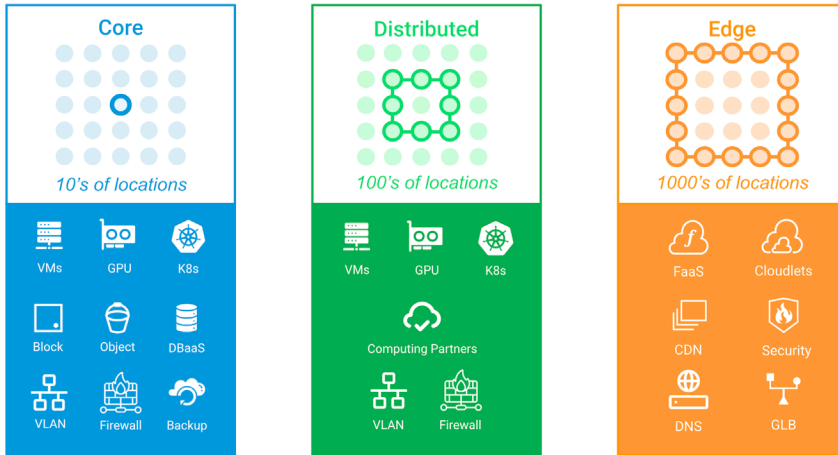 Core
10's of locations
VMs
GPU
K8s
Block
Object
DBaaS
VLAN
Firewall
Backup
Distributed
100's of locations
VMs
GPU
K8s
Computing Partners
VLAN
Firewall
Edge
1000's of locations
f
FaaS
Cloudlets
CDN
Security
DNS
GLB